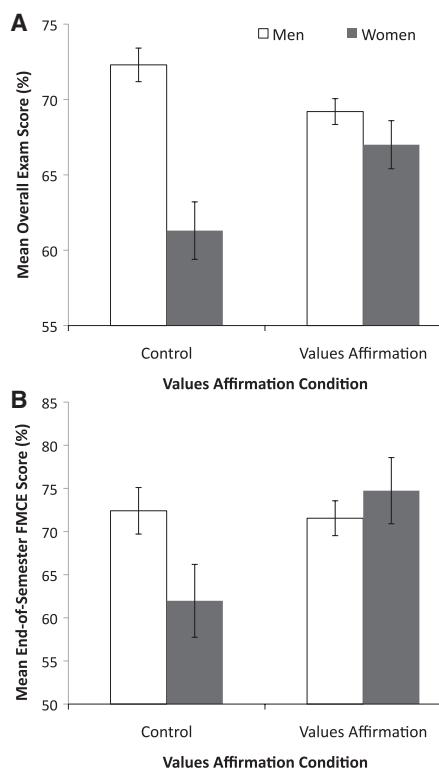 A
75
Men
Women
70
65
60
55
Mean Overall Exam Score (%)
Control
Values Affirmation
Values Affirmation Condition
B
85
80
75
70
65
60
55
50
Mean End-of-Semester FMCE Score (%)
Control
Values Affirmation
Values Affirmation Condition